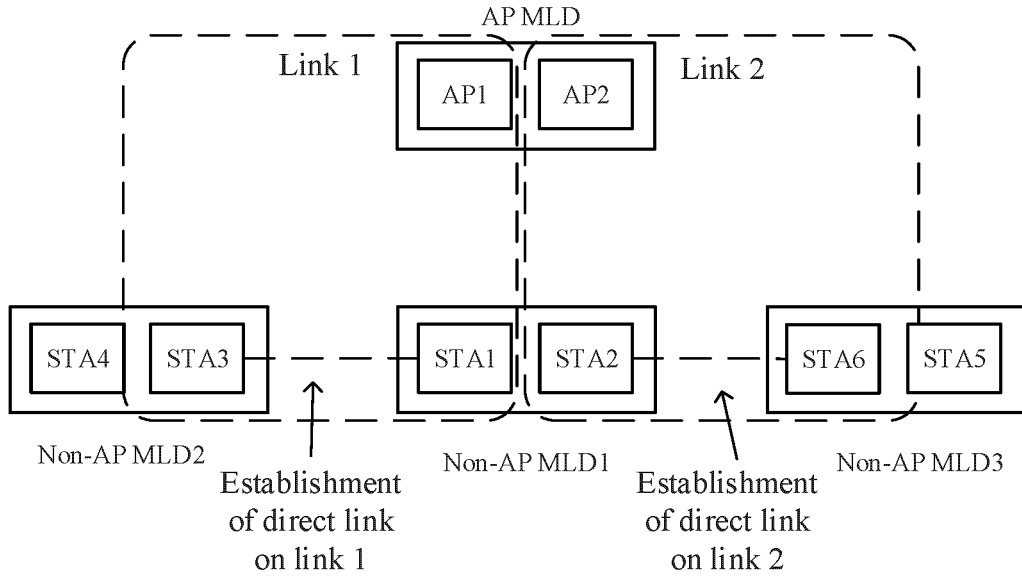 AP MLD
Link 1
Link 2
AP1
AP2
STA4
STA3
STA1
STA2
STA6
STA5
Non-AP MLD2
Non-AP MLD1
Non-AP MLD3
Establishment
of direct link
on link 1
Establishment
of direct link
on link 2